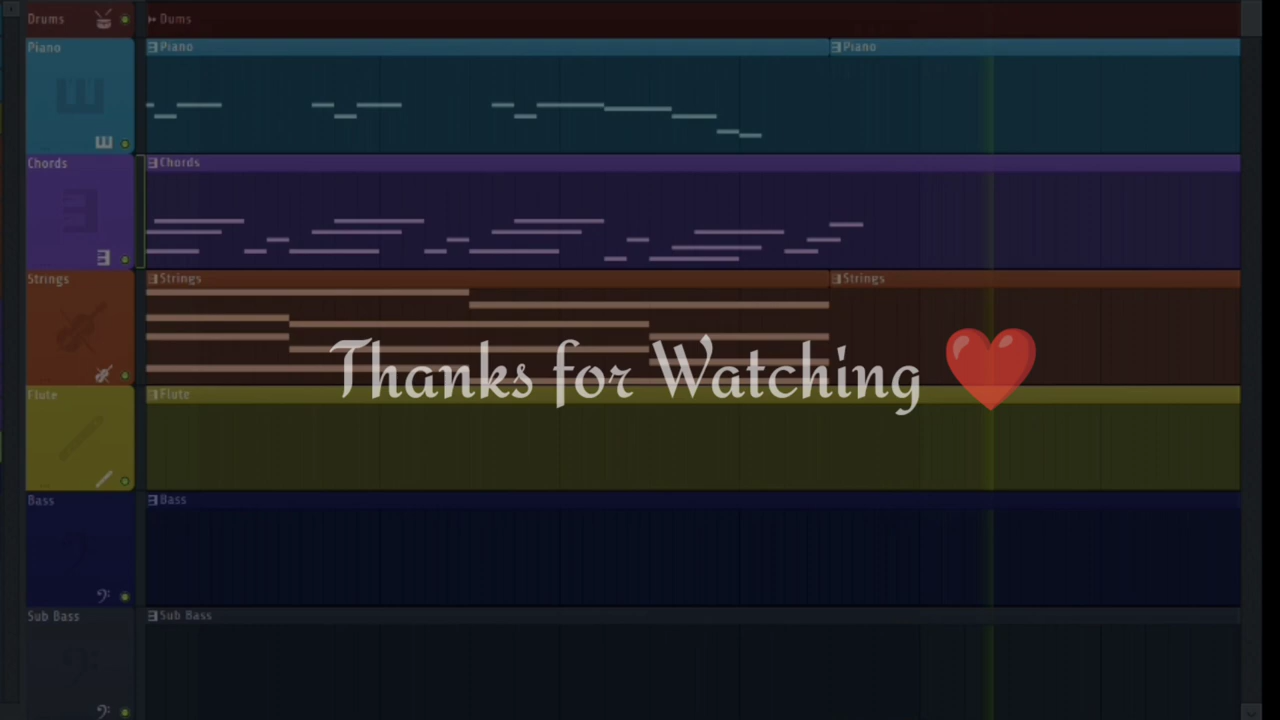 Drums
Dums
Piano
Piano
Piano
Chords
Chords
Strings
Strings
Strings
Thanks for Watching ❤️
Flute
Flute
Bass
Bass
Sub Bass
Sub Bass